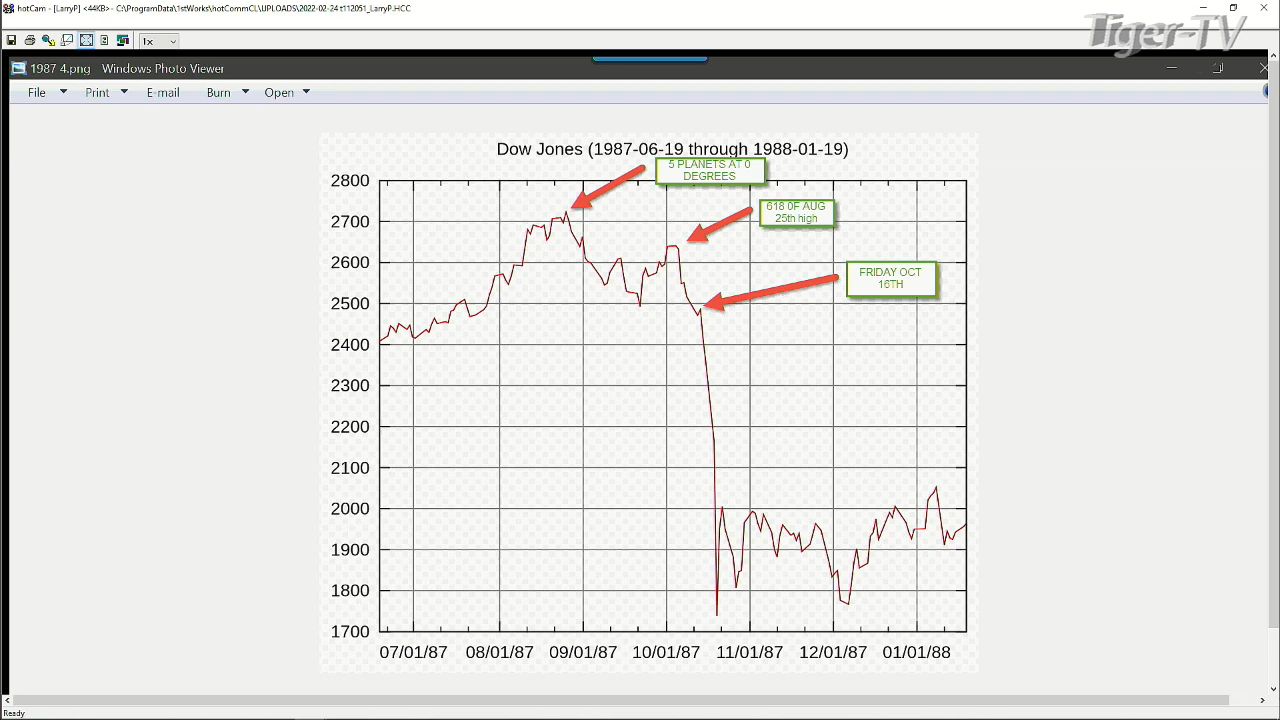 hotCam - [LarryP] <44KB> - C:\ProgramData\1stWorks\hotCommCL\UPLOADS\2022-02-24 t112051_LarryP.HCC
Tiger-TV
1x
1987 4.png Windows Photo Viewer
File Print E-mail Burn Open
Dow Jones (1987-06-19 through 1988-01-19)
5 PLANETS AT 0
DEGREES
618 0F AUG
25th high
FRIDAY OCT
16TH
2800
2700
2600
2500
2400
2300
2200
2100
2000
1900
1800
1700
07/01/87 08/01/87 09/01/87 10/01/87 11/01/87 12/01/87 01/01/88
Ready